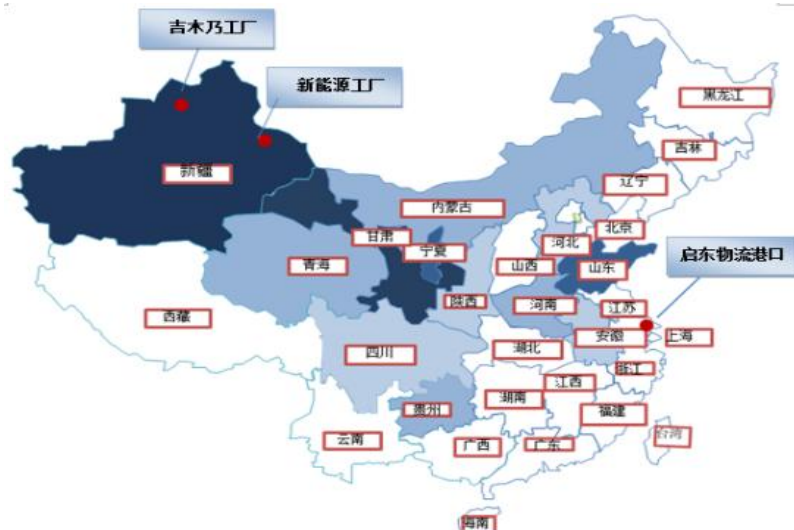 吉木乃工厂
新能源工厂
黑龙江
吉林
新疆
辽宁
内蒙古
北京
甘肃
河北
宁夏
启东物流港口
青海
山西
山东
陕西
河南
江苏
西藏
安徽
上海
四川
湖北
浙江
江西
湖南
贵州
福建
云南
广西
广东
台湾
海南